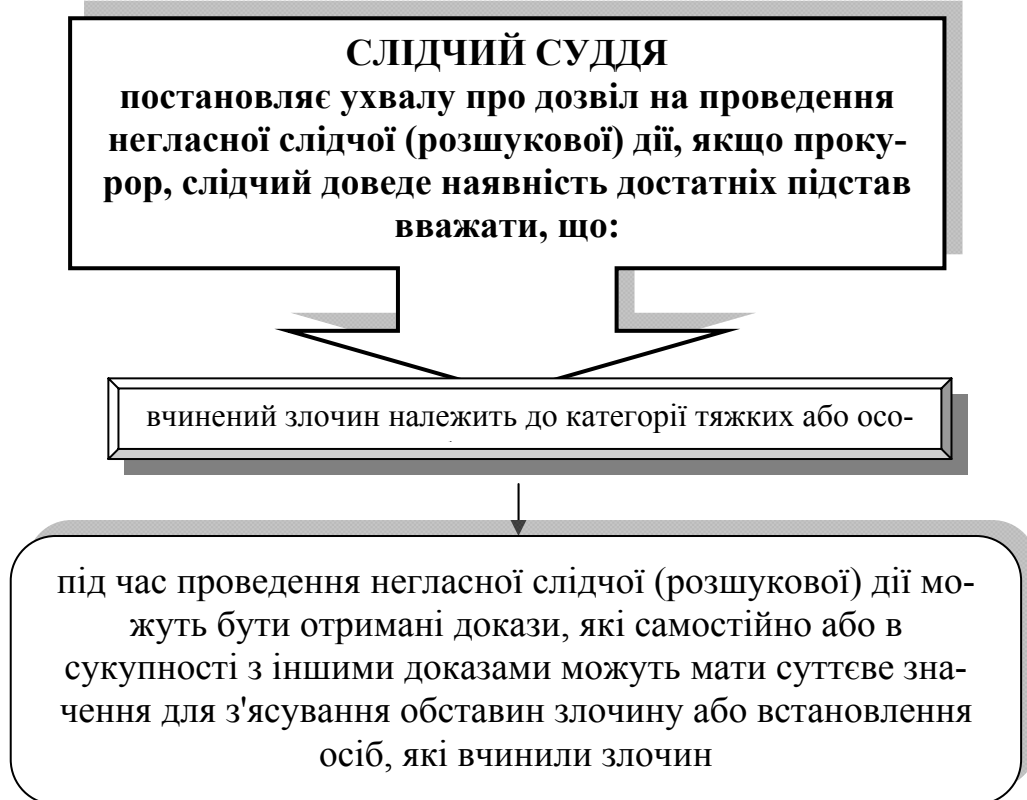 СЛІДЧИЙ СУДДЯ
постановляє ухвалу про дозвіл на проведення
негласної слідчої (розшукової) дії, якщо проку-
рор, слідчий доведе наявність достатніх підстав
вважати, що:
вчинений злочин належить до категорії тяжких або осо-
під час проведення негласної слідчої (розшукової) дії мо-
жуть бути отримані докази, які самостійно або в
сукупності з іншими доказами можуть мати суттєве зна-
чення для з'ясування обставин злочину або встановлення
осіб, які вчинили злочин